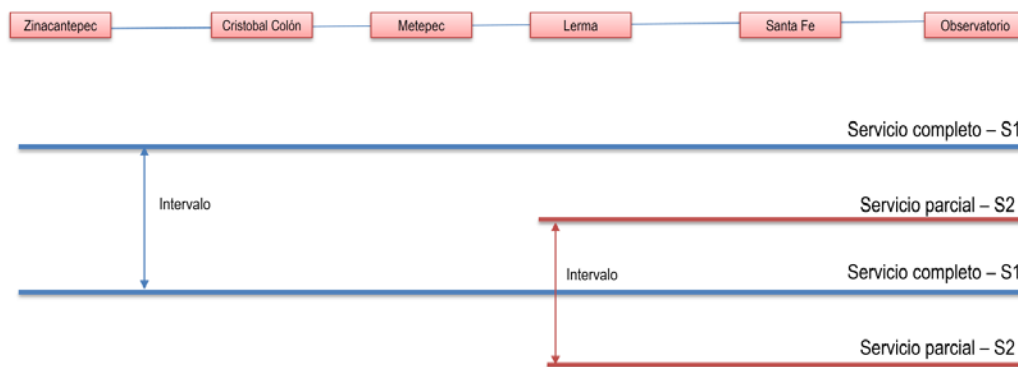 Zinacantepec
Cristobal Colón
Metepec
Lerma
Santa Fe
Observatorio
Servicio completo – S1
Intervalo
Servicio parcial – S2
Servicio completo – S1
Intervalo
Servicio parcial – S2